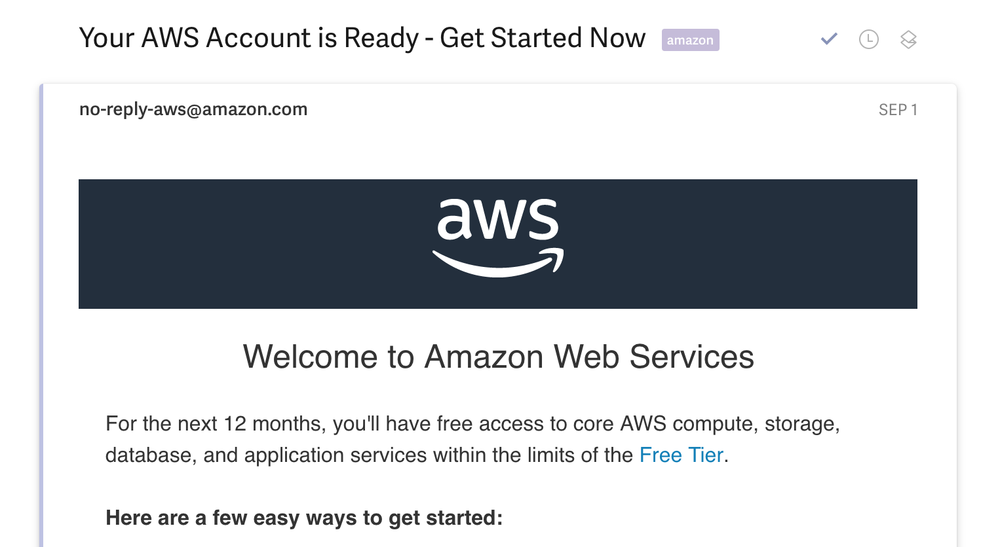 Your AWS Account is Ready - Get Started Now amazon
no-reply-aws@amazon.com SEP 1
aws
Welcome to Amazon Web Services
For the next 12 months, you'll have free access to core AWS compute, storage,
database, and application services within the limits of the Free Tier.
Here are a few easy ways to get started: